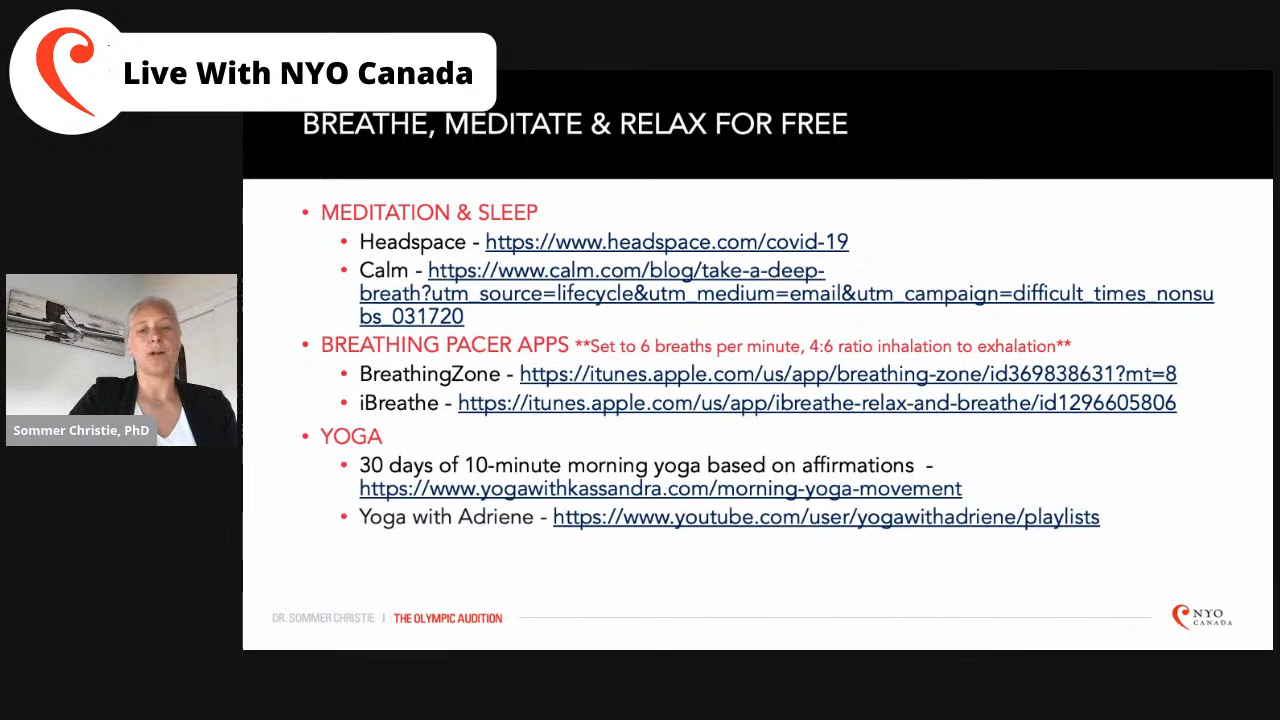 Live With NYO Canada
BREATHE, MEDITATE & RELAX FOR FREE
• MEDITATION & SLEEP
• Headspace - https://www.headspace.com/covid-19
• Calm - https://www.calm.com/blog/take-a-deep-
breath?utm_source=lifecycle&utm_medium=email&utm_campaign=difficult_times_nonsu
bs_031720
• BREATHING PACER APPS **Set to 6 breaths per minute, 4:6 ratio inhalation to exhalation**
• BreathingZone - https://itunes.apple.com/us/app/breathing-zone/id369838631?mt=8
• iBreathe - https://itunes.apple.com/us/app/ibreathe-relax-and-breathe/id1296605806
• YOGA
• 30 days of 10-minute morning yoga based on affirmations -
https://www.yogawithkassandra.com/morning-yoga-movement
• Yoga with Adriene - https://www.youtube.com/user/yogawithadriene/playlists
Sommer Christie, PhD
DR. SOMMER CHRISTIE | THE OLYMPIC AUDITION
NYO
CANADA